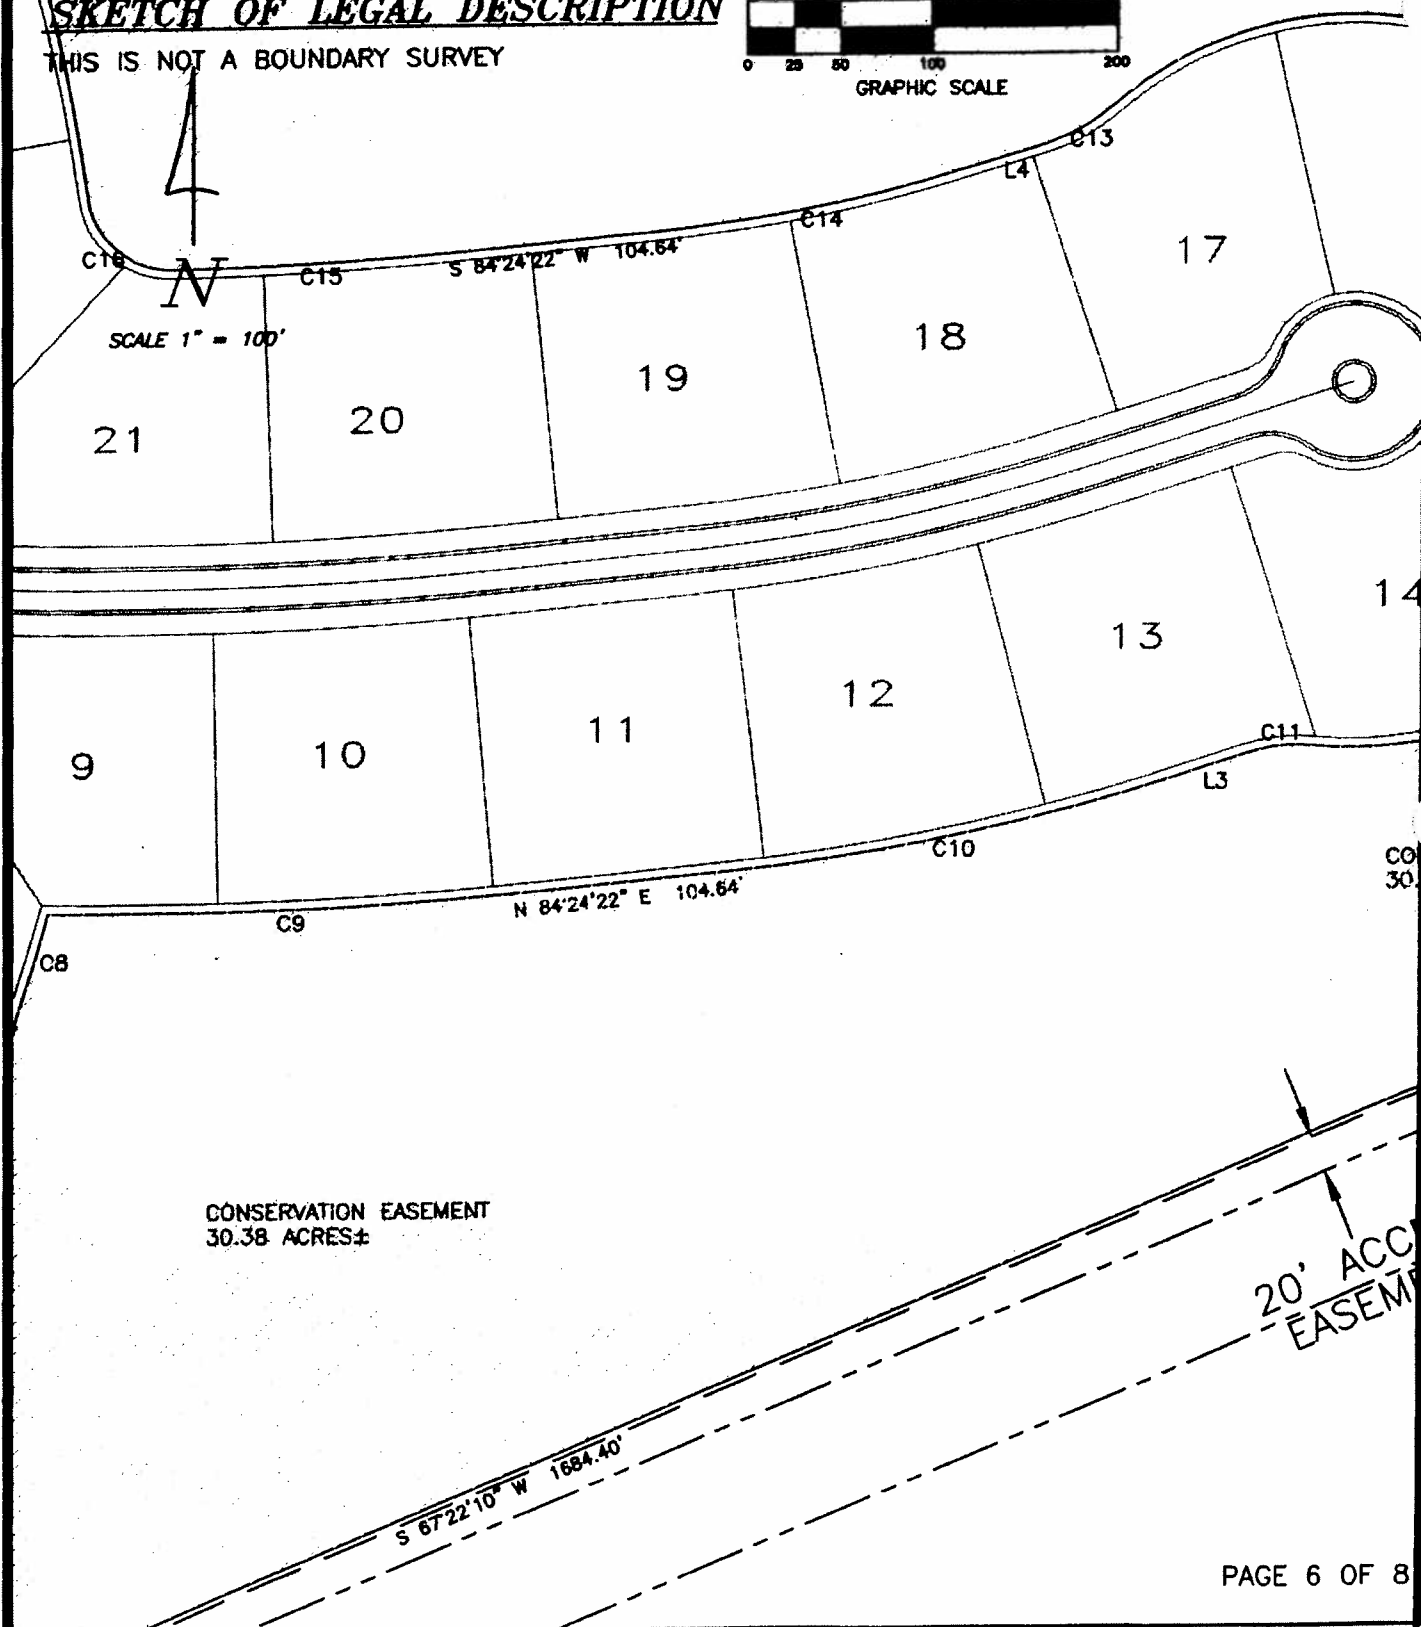 SKETCH OF LEGAL DESCRIPTION
THIS IS NOT A BOUNDARY SURVEY
0 25 50 100 200
GRAPHIC SCALE
N
SCALE 1" = 100'
C13
L4
C14
S 84°24'22" W 104.64'
C15
C16
17
18
19
20
21
14
13
12
11
10
9
C11
L3
C10
N 84°24'22" E 104.64'
C9
C8
CO
30.
CONSERVATION EASEMENT
30.38 ACRES±
20' ACC
EASEM
S 67°22'10" W 1684.40'
PAGE 6 OF 8